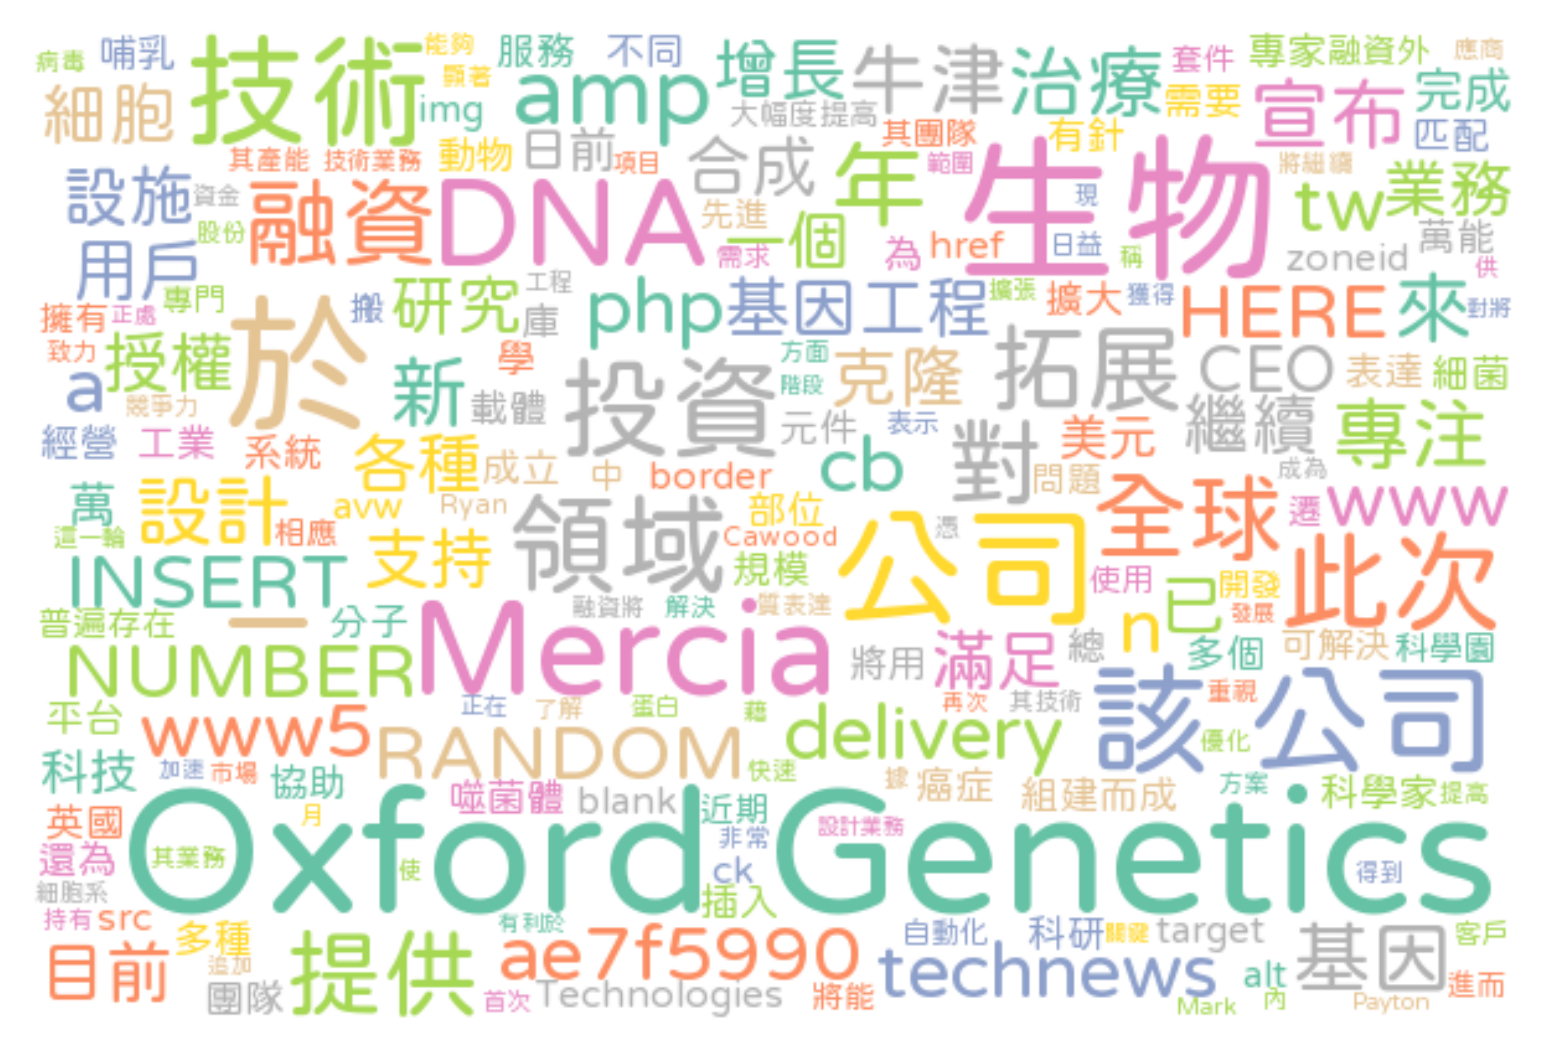 病毒 哺乳 技術 能夠 服務 不同 增長 牛津 治療 套件 專家 融資外 應商
細胞 顯著 img amp 大幅度 提高 需要 宣布 完成
其產能 技術業務 動物 日前 項目 合成 年 其團隊 範圍 生物 有針 將繼續 匹配
設施 資金 融資 DNA 先進 現 tw 業務
用戶 股份 需求 一個 為 href 日益 稱 zoneid 萬能 供
擁有 正處 專門 搬 研究 工程 庫 php 基因工程 擴張 擴大 獲得 HERE 來 對將
致力 授權 於 學 方面 拓展
a 競爭力 新 載體 投資 階段 克隆 CEO 表達 細菌
經營 工業 系統 各種 成立 中 元件 表示 對 美元 繼續 專注
萬 設計 avw Ryan border cb 問題 成為
這一輪 相應 支持 領域 部位 Cawood 憑 公司 全球 遷 www
INSERT 規模 使用 已 開發 此次
普遍存在 一 分子 融資將 解決 質表達 n 發展
NUMBER Mercia 將用 滿足 總 多個 可解決 科學園
平台 www5 正在 了解 蛋白 藉 再次 其技術 重視
科技 加速 市場 協助 RANDOM 快速 delivery 該公司 優化
英國 月 噬菌體 blank 近期 據 癌症 組建而成 方案 科學家 提高
還為 其業務 使 Oxford Genetics 非常 設計業務 得到
細胞系 ck 插入
持有 src 多種 有利於 自動化 科研 關鍵 target 客戶
目前 追加 提供 ae7f5990 technews alt 基因 進而
團隊 首次 Technologies 將能 Mark 內 Payton